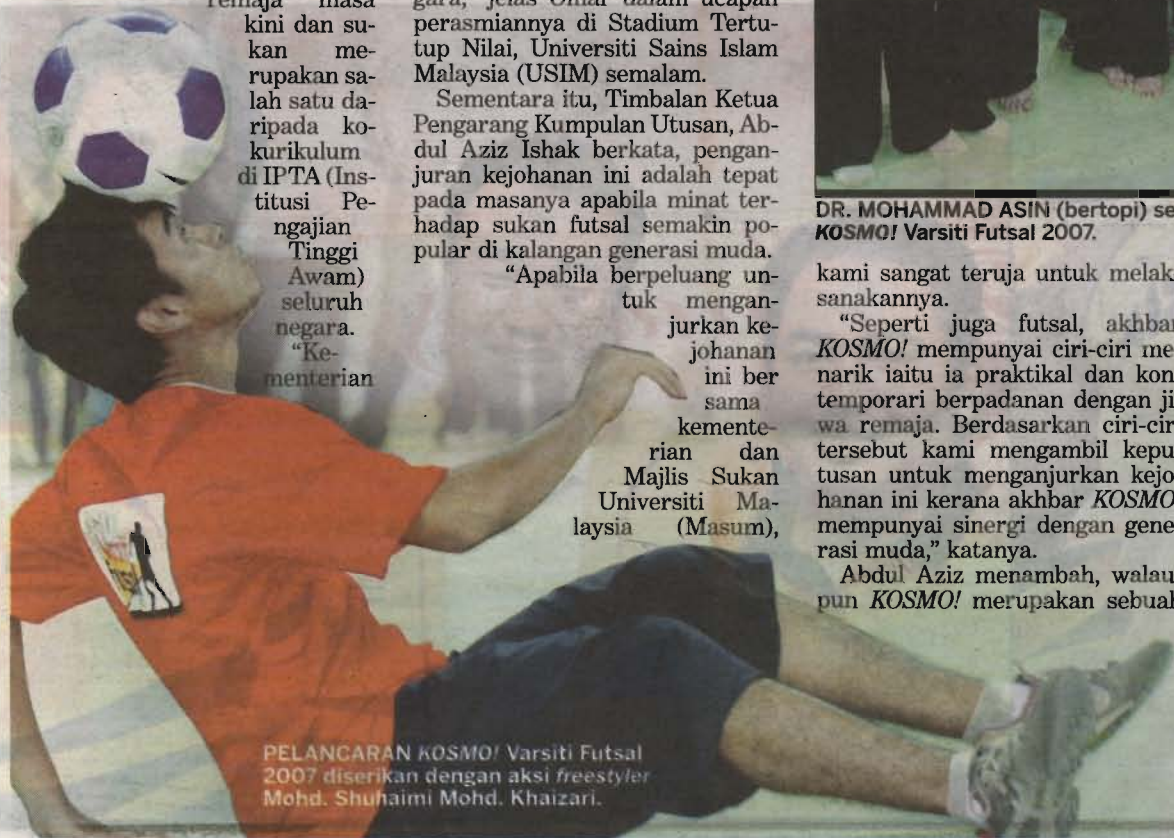 remaja masa
kini dan su-
kan me-
rupakan sa-
lah satu da-
ripada ko-
kurikulum
di IPTA (Ins-
titusi Pe-
ngajian
Tinggi
Awam)
seluruh
negara.
“Ke-
menterian
gara,” jelas Omar dalam ucapan
perasmiannya di Stadium Tertu-
tup Nilai, Universiti Sains Islam
Malaysia (USIM) semalam.
Sementara itu, Timbalan Ketua
Pengarang Kumpulan Utusan, Ab-
dul Aziz Ishak berkata, pengan-
juran kejohanan ini adalah tepat
pada masanya apabila minat ter-
hadap sukan futsal semakin po-
pular di kalangan generasi muda.
“Apabila berpeluang un-
tuk mengan-
jurkan ke-
johanan
ini ber
sama
kemente-
rian dan
Majlis Sukan
Universiti Ma-
laysia (Masum),
DR. MOHAMMAD ASIN (bertopi) se
KOSMO! Varsiti Futsal 2007.
kami sangat teruja untuk melak
sanakannya.
“Seperti juga futsal, akhbar
KOSMO! mempunyai ciri-ciri me
narik iaitu ia praktikal dan kon
temporari berpadanan dengan ji
wa remaja. Berdasarkan ciri-cir
tersebut kami mengambil kepu
tusan untuk menganjurkan kejo
hanan ini kerana akhbar KOSMO
mempunyai sinergi dengan gene
rasi muda,” katanya.
Abdul Aziz menambah, walau
pun KOSMO! merupakan sebuah
PELANCARAN KOSMO! Varsiti Futsal
2007 diserikan dengan aksi freestyler
Mohd. Shuhaimi Mohd. Khaizari.